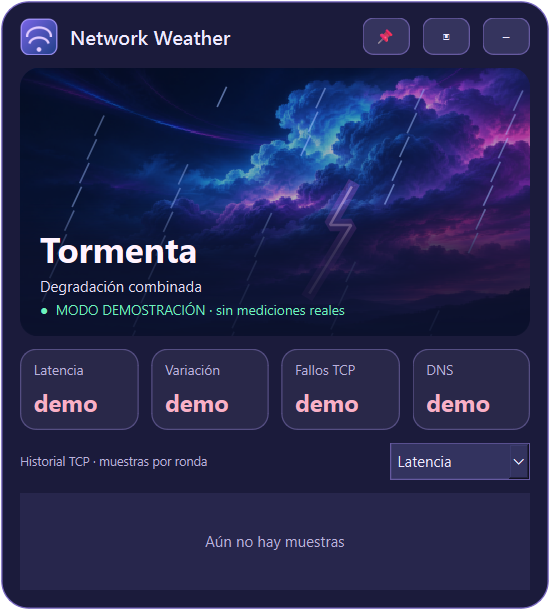 Network Weather
Tormenta
Degradación combinada
● MODO DEMOSTRACIÓN · sin mediciones reales
Latencia
demo
Variación
demo
Fallos TCP
demo
DNS
demo
Historial TCP · muestras por ronda
Latencia
Aún no hay muestras